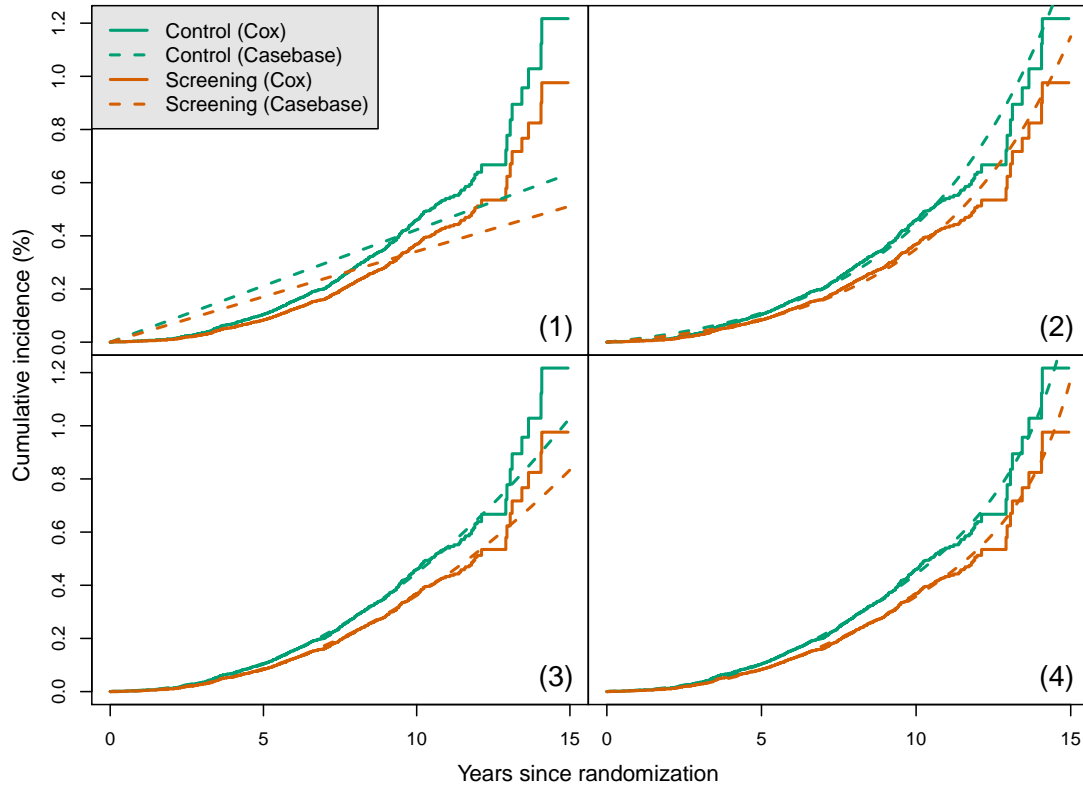 Control (Cox)
Control (Casebase)
Screening (Cox)
Screening (Casebase)
0.0 0.2 0.4 0.6 0.8 1.0 1.2
(1)
(2)
0.0 0.2 0.4 0.6 0.8 1.0 1.2
(3)
(4)
Cumulative incidence (%)
0 5 10 15
0 5 10 15
Years since randomization